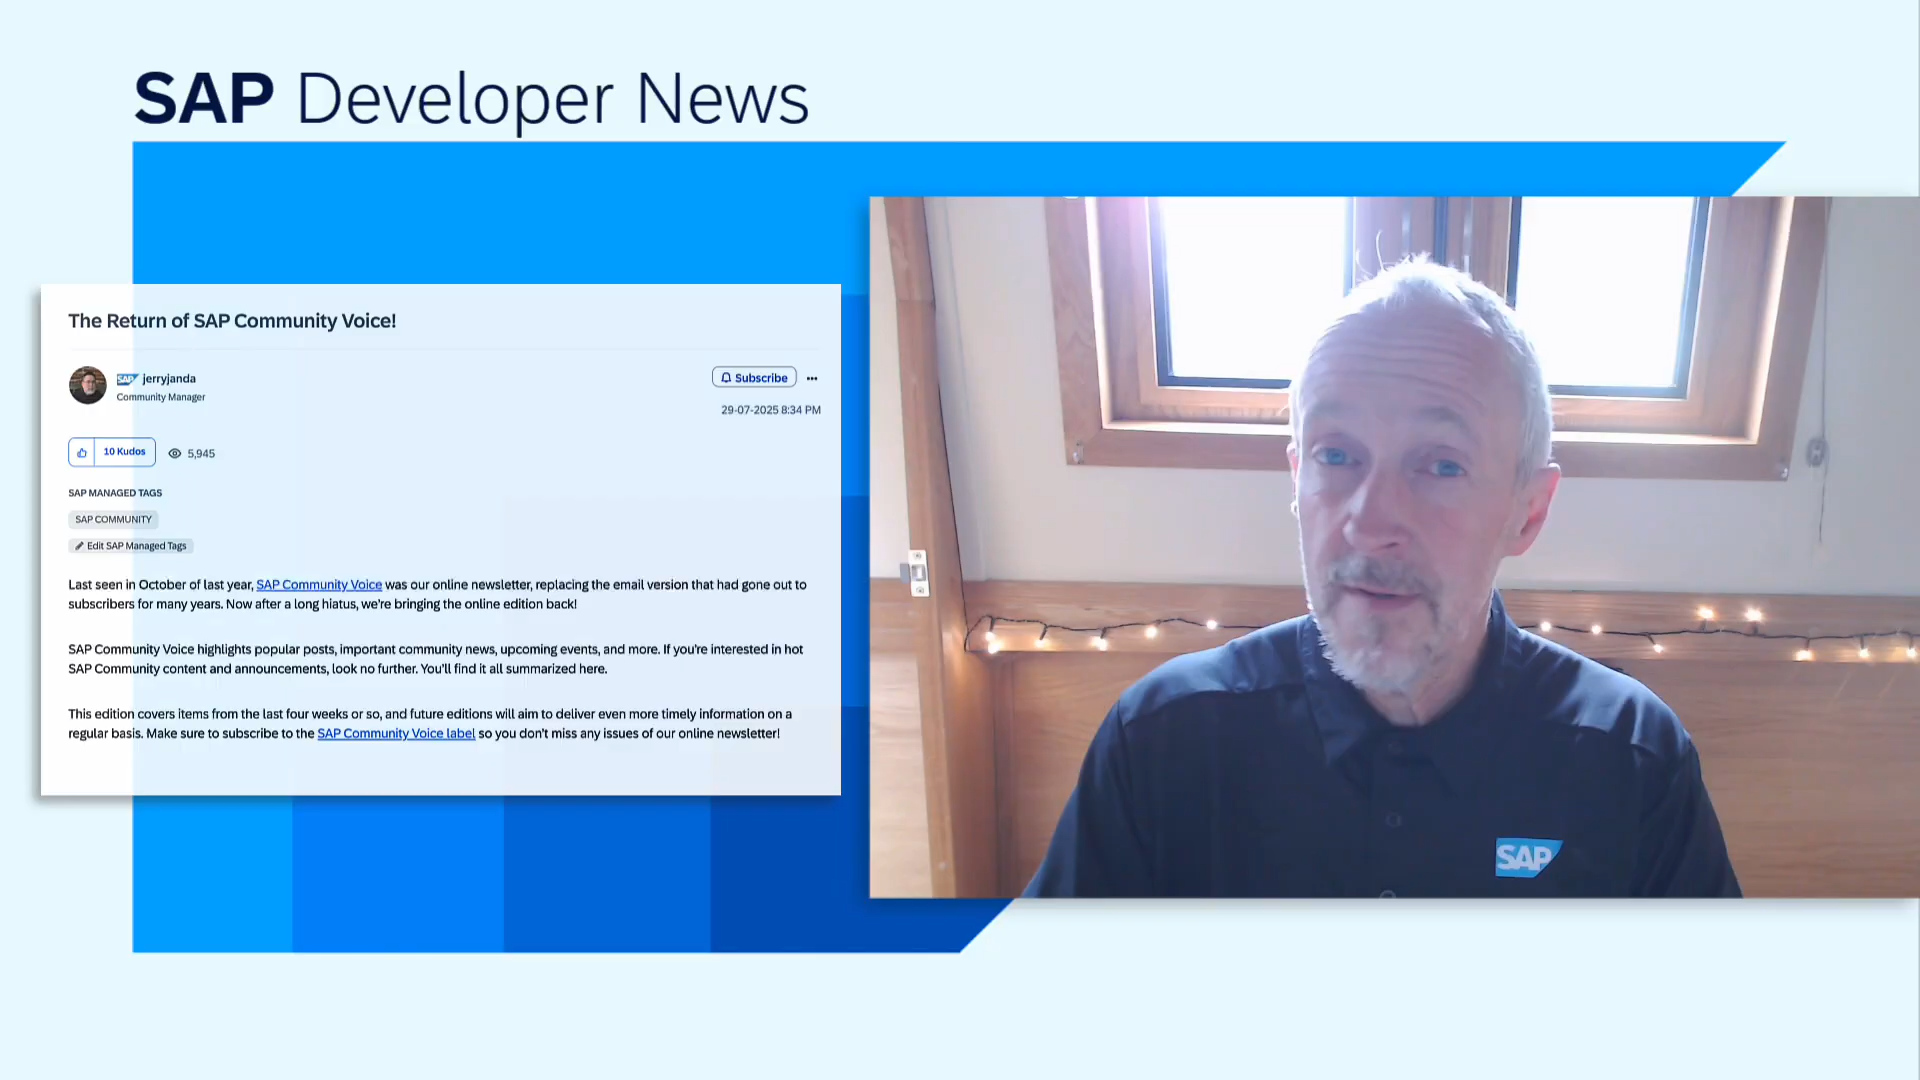 SAP Developer News
The Return of SAP Community Voice!
SAP jerryjanda
Community Manager
Subscribe
29-07-2025 8:34 PM
10 Kudos
5,945
SAP MANAGED TAGS
SAP COMMUNITY
Edit SAP Managed Tags
Last seen in October of last year, SAP Community Voice was our online newsletter, replacing the email version that had gone out to
subscribers for many years. Now after a long hiatus, we're bringing the online edition back!
SAP Community Voice highlights popular posts, important community news, upcoming events, and more. If you're interested in hot
SAP Community content and announcements, look no further. You'll find it all summarized here.
This edition covers items from the last four weeks or so, and future editions will aim to deliver even more timely information on a
regular basis. Make sure to subscribe to the SAP Community Voice label so you don't miss any issues of our online newsletter!
SAP